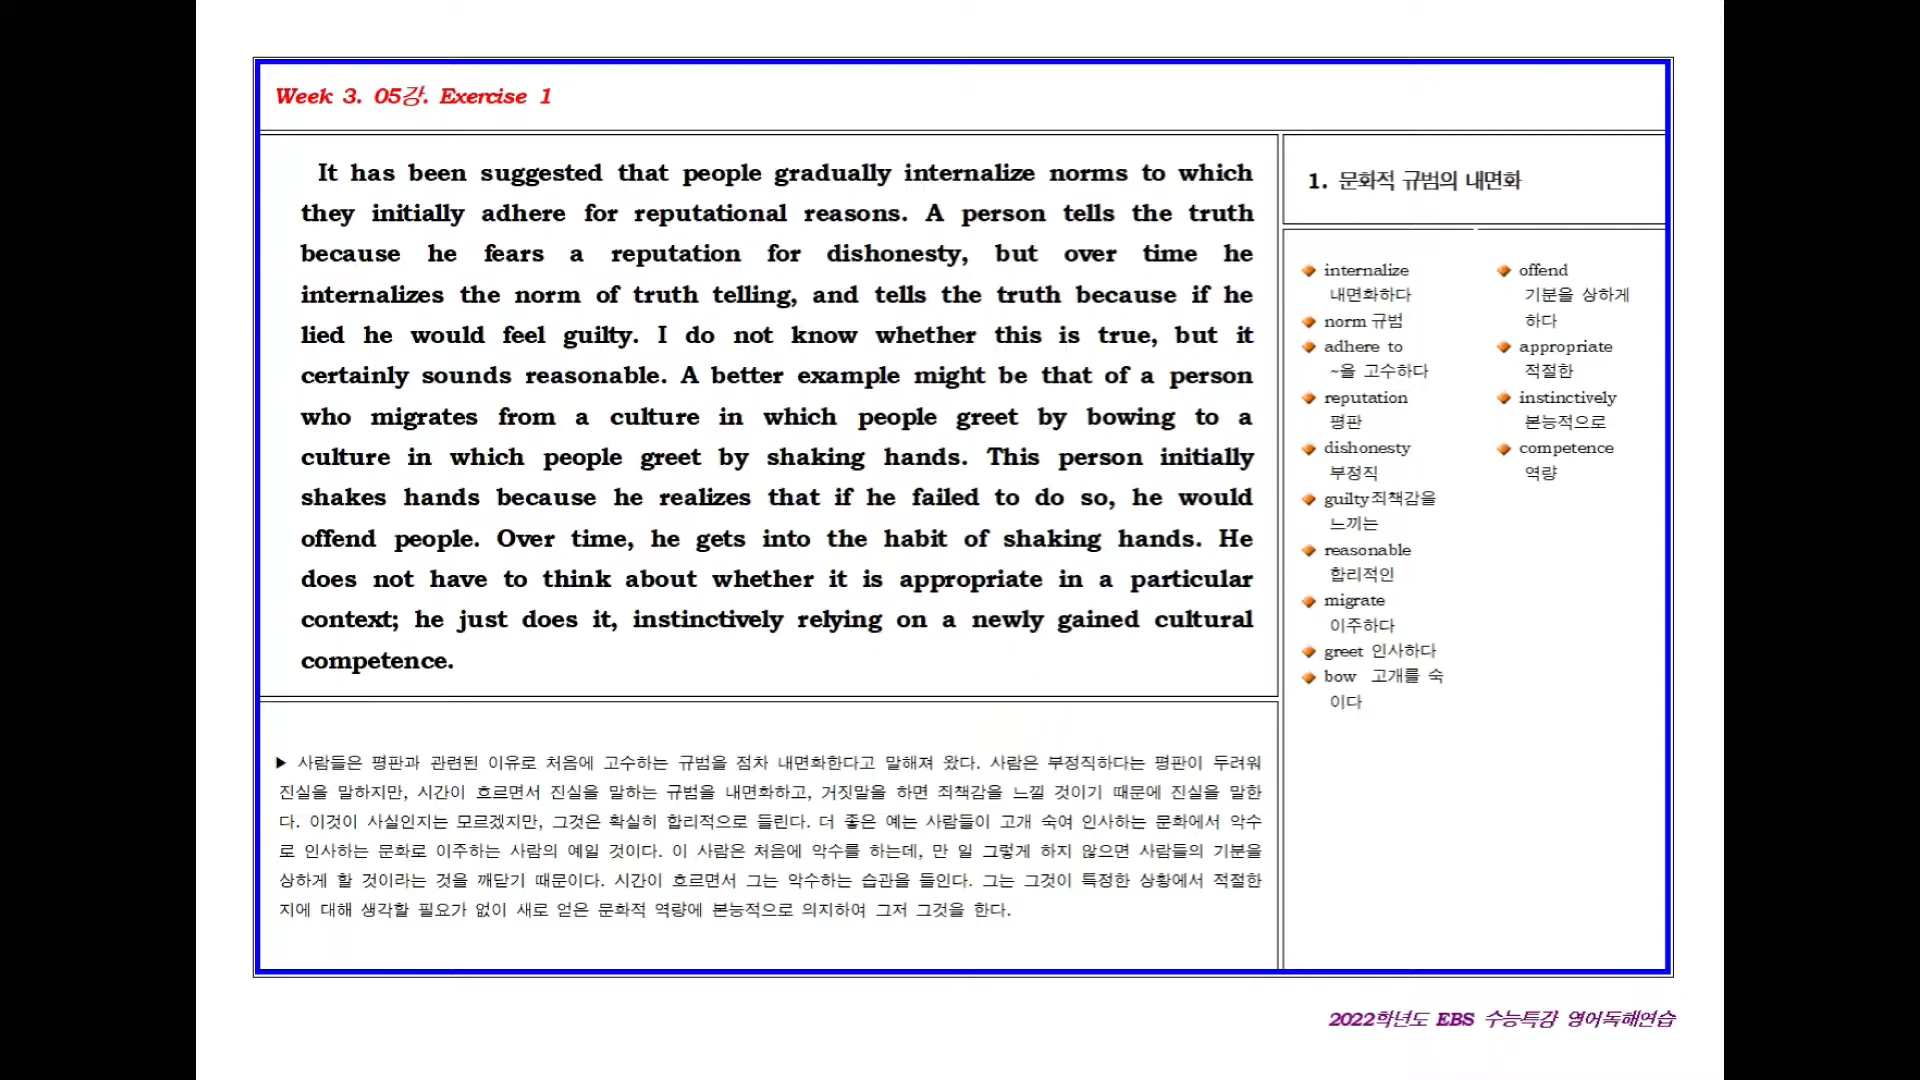 Week 3. 05강. Exercise 1
It has been suggested that people gradually internalize norms to which
they initially adhere for reputational reasons. A person tells the truth
because he fears a reputation for dishonesty, but over time he
internalizes the norm of truth telling, and tells the truth because if he
lied he would feel guilty. I do not know whether this is true, but it
certainly sounds reasonable. A better example might be that of a person
who migrates from a culture in which people greet by bowing to a
culture in which people greet by shaking hands. This person initially
shakes hands because he realizes that if he failed to do so, he would
offend people. Over time, he gets into the habit of shaking hands. He
does not have to think about whether it is appropriate in a particular
context; he just does it, instinctively relying on a newly gained cultural
competence.
▶ 사람들은 평판과 관련된 이유로 처음에 고수하는 규범을 점차 내면화한다고 말해져 왔다. 사람은 부정직하다는 평판이 두려워
진실을 말하지만, 시간이 흐르면서 진실을 말하는 규범을 내면화하고, 거짓말을 하면 죄책감을 느낄 것이기 때문에 진실을 말한
다. 이것이 사실인지는 모르겠지만, 그것은 확실히 합리적으로 들린다. 더 좋은 예는 사람들이 고개 숙여 인사하는 문화에서 악수
로 인사하는 문화로 이주하는 사람의 예일 것이다. 이 사람은 처음에 악수를 하는데, 만 일 그렇게 하지 않으면 사람들의 기분을
상하게 할 것이라는 것을 깨닫기 때문이다. 시간이 흐르면서 그는 악수하는 습관을 들인다. 그는 그것이 특정한 상황에서 적절한
지에 대해 생각할 필요가 없이 새로 얻은 문화적 역량에 본능적으로 의지하여 그저 그것을 한다.
1. 문화적 규범의 내면화
internalize
내면화하다
norm 규범
adhere to
~을 고수하다
reputation
평판
dishonesty
부정직
guilty죄책감을
느끼는
reasonable
합리적인
migrate
이주하다
greet 인사하다
bow 고개를 숙
이다
offend
기분을 상하게
하다
appropriate
적절한
instinctively
본능적으로
competence
역량
2022학년도 EBS 수능특강 영어독해연습